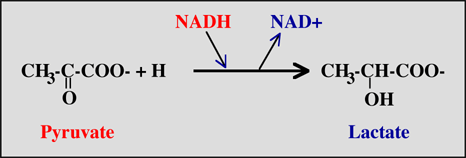 NADH NAD+
CH3-C-COO- + H CH3-CH-COO-
O OH
Pyruvate Lactate